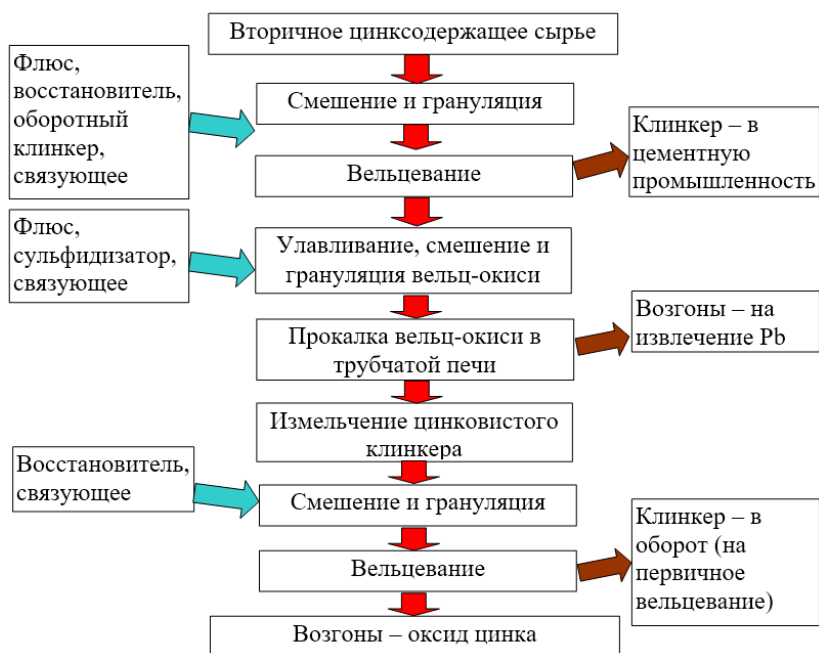 Вторичное цинксодержащее сырье
Флюс,
восстановитель,
оборотный
клинкер,
связующее
Смешение и грануляция
Вельцевание
Клинкер – в
цементную
промышленность
Флюс,
сульфидизатор,
связующее
Улавливание, смешение и
грануляция вельц-окиси
Прокалка вельц-окиси в
трубчатой печи
Возгоны – на
извлечение Pb
Измельчение цинковистого
клинкера
Восстановитель,
связующее
Смешение и грануляция
Вельцевание
Клинкер – в
оборот (на
первичное
вельцевание)
Возгоны – оксид цинка